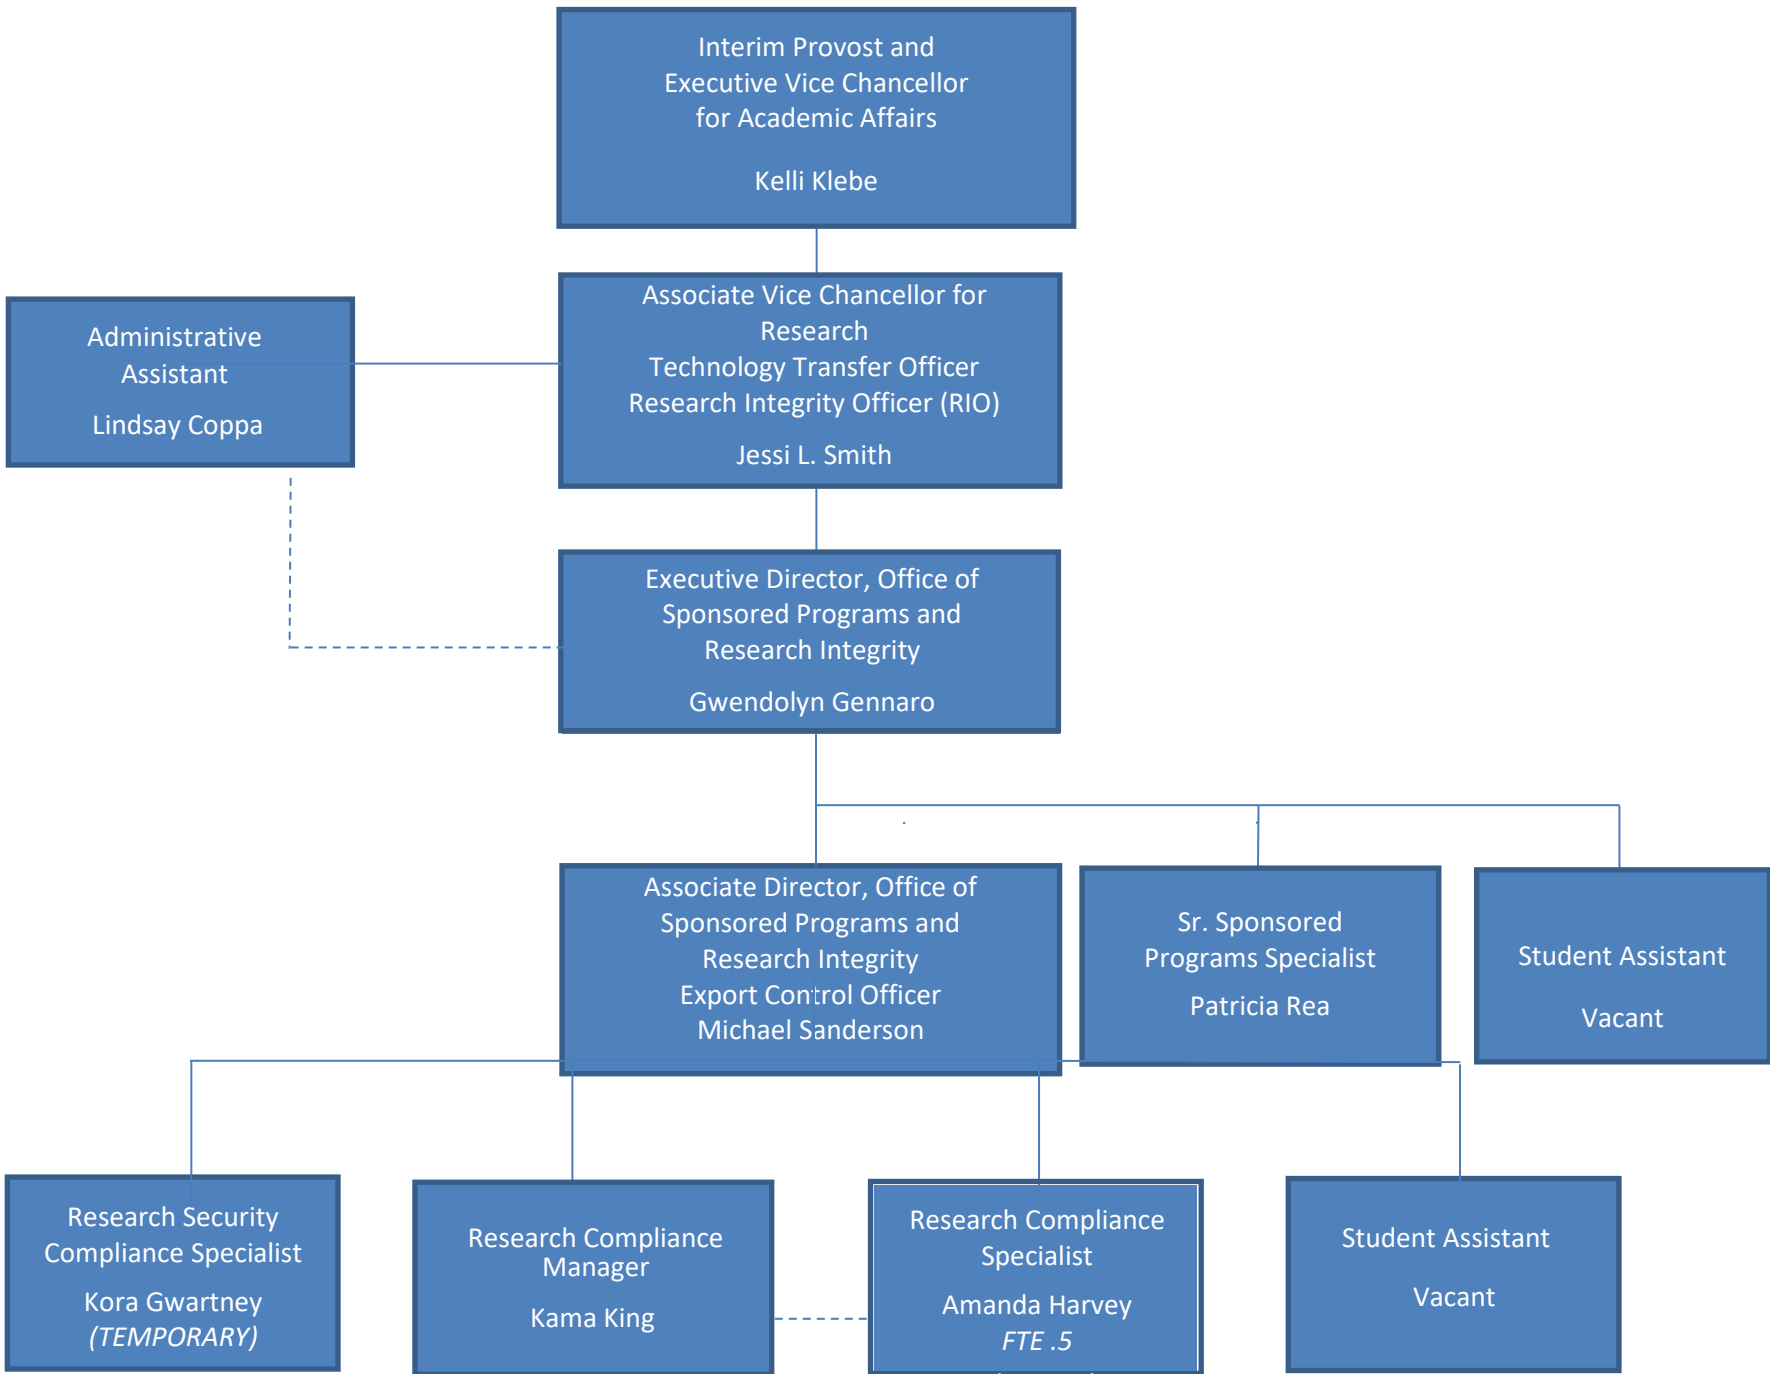 Interim Provost and
Executive Vice Chancellor
for Academic Affairs
Kelli Klebe
Administrative
Assistant
Lindsay Coppa
Associate Vice Chancellor for
Research
Technology Transfer Officer
Research Integrity Officer (RIO)
Jessi L. Smith
Executive Director, Office of
Sponsored Programs and
Research Integrity
Gwendolyn Gennaro
Associate Director, Office of
Sponsored Programs and
Research Integrity
Export Control Officer
Michael Sanderson
Sr. Sponsored
Programs Specialist
Patricia Rea
Student Assistant
Vacant
Research Security
Compliance Specialist
Kora Gwartney
(TEMPORARY)
Research Compliance
Manager
Kama King
Research Compliance
Specialist
Amanda Harvey
FTE .5
Student Assistant
Vacant